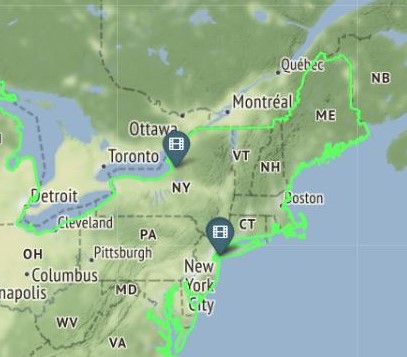 Québec
NB
Montréal
ME
Ottawa
Toronto
VT
NH
NY
Detroit
Boston
Cleveland
CT
PA
OH
Pittsburgh
New
York
City
Columbus
napolis
MD
WV
VA